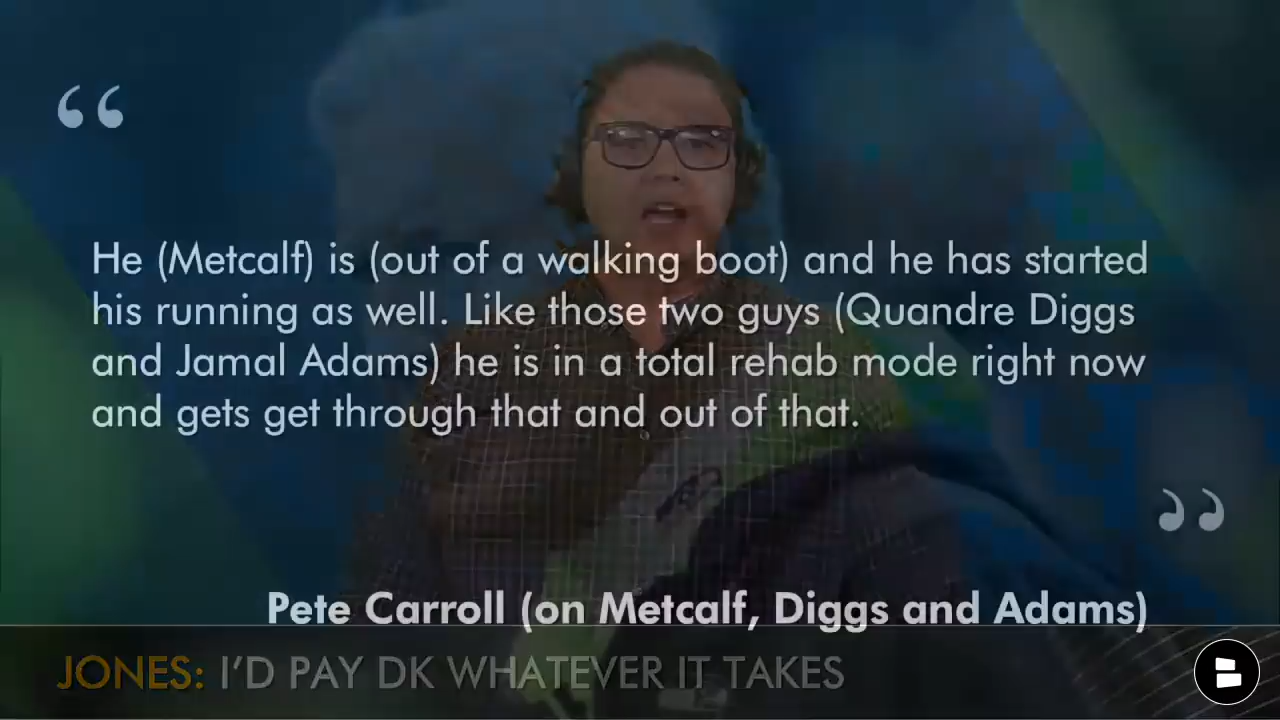 “
He (Metcalf) is (out of a walking boot) and he has started
his running as well. Like those two guys (Quandre Diggs
and Jamal Adams) he is in a total rehab mode right now
and gets get through that and out of that.
”
Pete Carroll (on Metcalf, Diggs and Adams)
JONES: I’D PAY DK WHATEVER IT TAKES